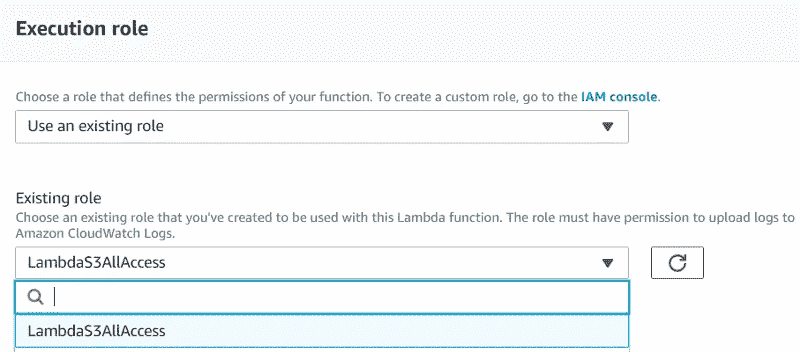 Execution role
Choose a role that defines the permissions of your function. To create a custom role, go to the IAM console.
Use an existing role
Existing role
Choose an existing role that you've created to be used with this Lambda function. The role must have permission to upload logs to
Amazon CloudWatch Logs.
LambdaS3AllAccess
LambdaS3AllAccess